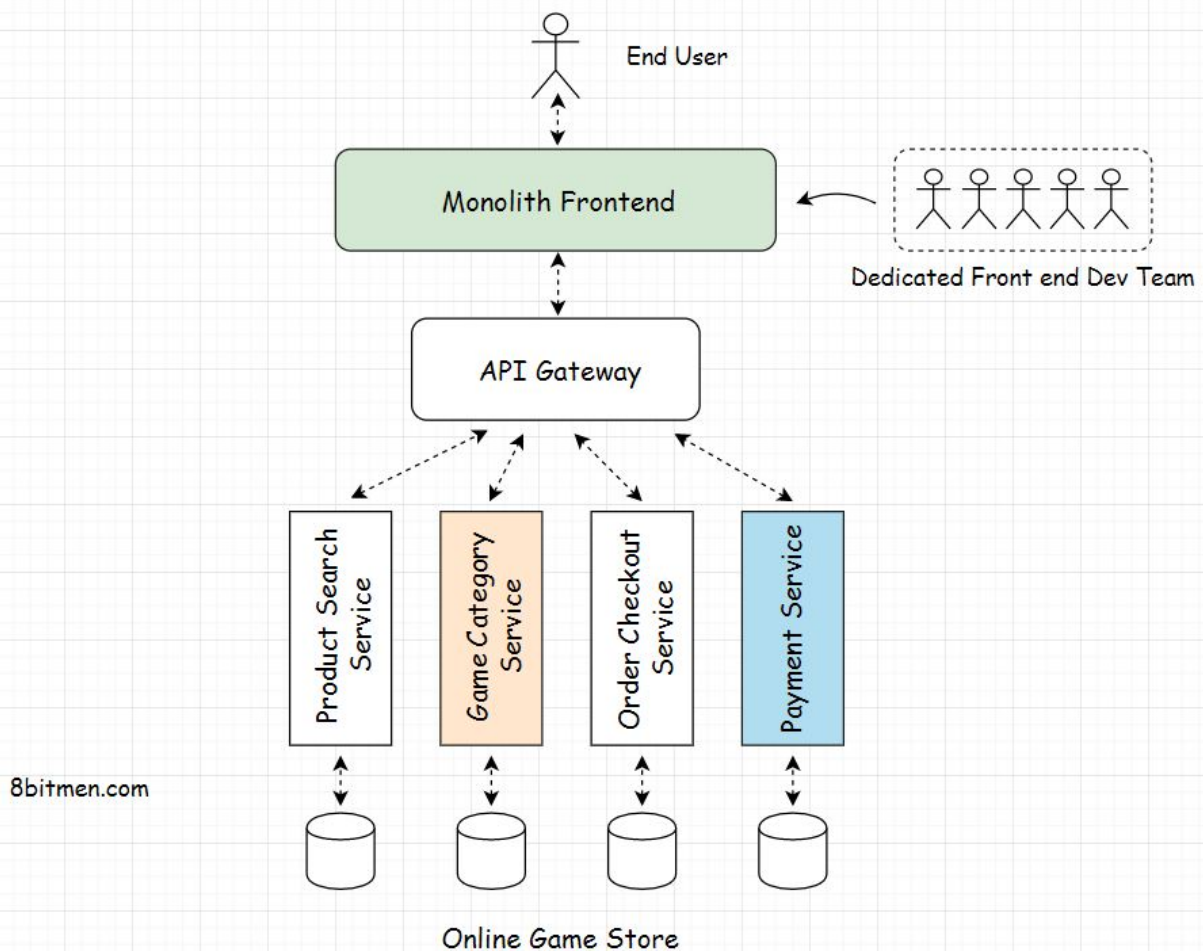 End User
Monolith Frontend
Dedicated Front end Dev Team
API Gateway
Product Search
Service
Game Category
Service
Order Checkout
Service
Payment Service
8bitmen.com
Online Game Store